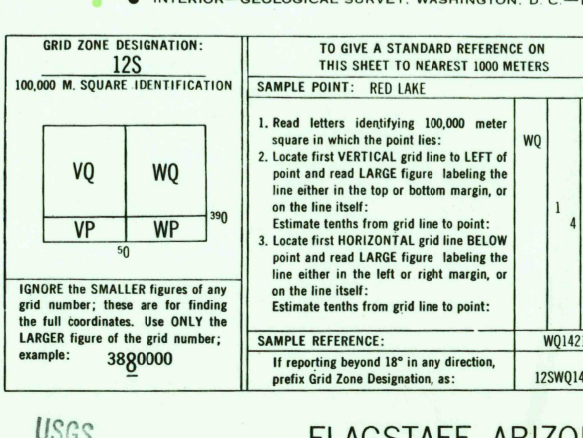 INTERIOR—GEOLOGICAL SURVEY, WASHINGTON, D. C.—
GRID ZONE DESIGNATION:
12S
100,000 M. SQUARE IDENTIFICATION
VQ WQ
VP WP
390
50
IGNORE the SMALLER figures of any
grid number; these are for finding
the full coordinates. Use ONLY the
LARGER figure of the grid number;
example: 3880000
TO GIVE A STANDARD REFERENCE ON
THIS SHEET TO NEAREST 1000 METERS
SAMPLE POINT: RED LAKE
1. Read letters identifying 100,000 meter
square in which the point lies: WQ
2. Locate first VERTICAL grid line to LEFT of
point and read LARGE figure labeling the
line either in the top or bottom margin, or
on the line itself: 1
Estimate tenths from grid line to point: 4
3. Locate first HORIZONTAL grid line BELOW
point and read LARGE figure labeling the
line either in the left or right margin, or
on the line itself:
Estimate tenths from grid line to point:
SAMPLE REFERENCE: WQ142
If reporting beyond 18° in any direction,
prefix Grid Zone Designation, as: 12SWQ14
USGS
FLAGSTAFF, ARIZO